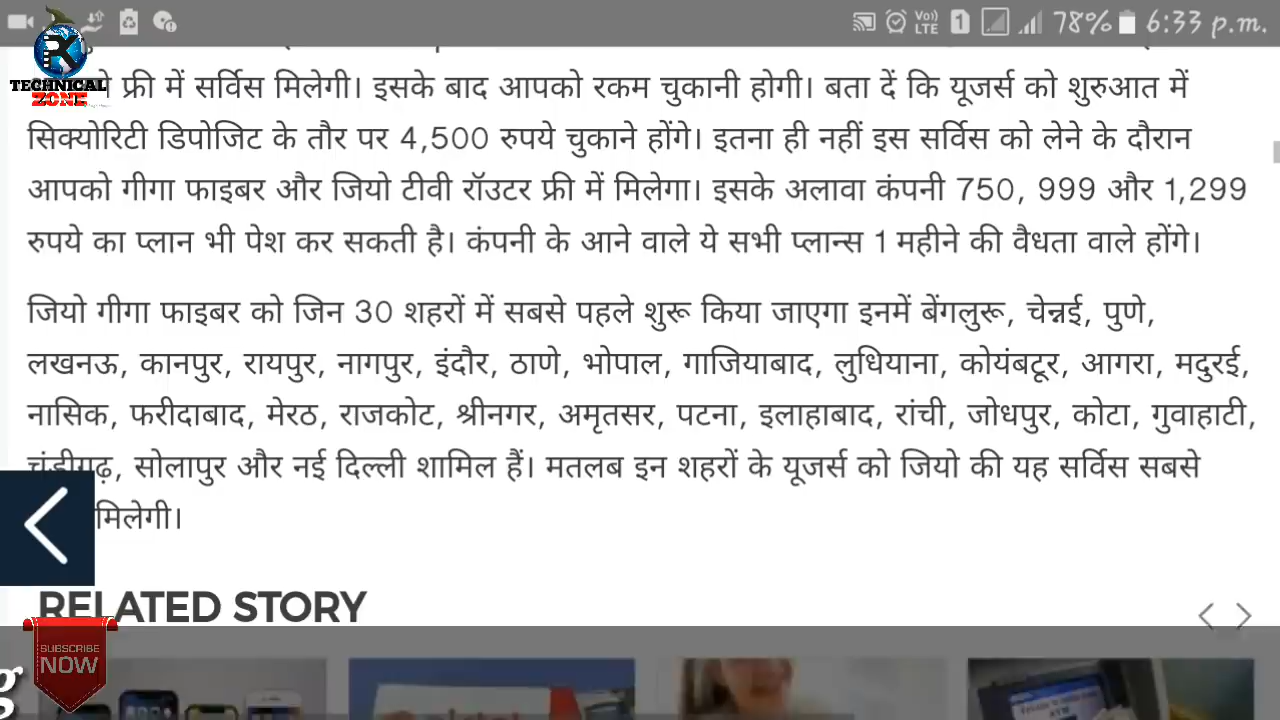 Vo))
LTE
1
78%
6:33 p.m.
TECHNICAL
ZONE
फ्री में सर्विस मिलेगी। इसके बाद आपको रकम चुकानी होगी। बता दें कि यूजर्स को शुरुआत में
सिक्योरिटी डिपोजिट के तौर पर 4,500 रुपये चुकाने होंगे। इतना ही नहीं इस सर्विस को लेने के दौरान
आपको गीगा फाइबर और जियो टीवी रॉउटर फ्री में मिलेगा। इसके अलावा कंपनी 750, 999 और 1,299
रुपये का प्लान भी पेश कर सकती है। कंपनी के आने वाले ये सभी प्लान्स 1 महीने की वैधता वाले होंगे।
जियो गीगा फाइबर को जिन 30 शहरों में सबसे पहले शुरू किया जाएगा इनमें बेंगलुरू, चेन्नई, पुणे,
लखनऊ, कानपुर, रायपुर, नागपुर, इंदौर, ठाणे, भोपाल, गाजियाबाद, लुधियाना, कोयंबटूर, आगरा, मदुरई,
नासिक, फरीदाबाद, मेरठ, राजकोट, श्रीनगर, अमृतसर, पटना, इलाहाबाद, रांची, जोधपुर, कोटा, गुवाहाटी,
चंडीगढ़, सोलापुर और नई दिल्ली शामिल हैं। मतलब इन शहरों के यूजर्स को जियो की यह सर्विस सबसे
मिलेगी।
RELATED STORY
SUBSCRIBE
NOW